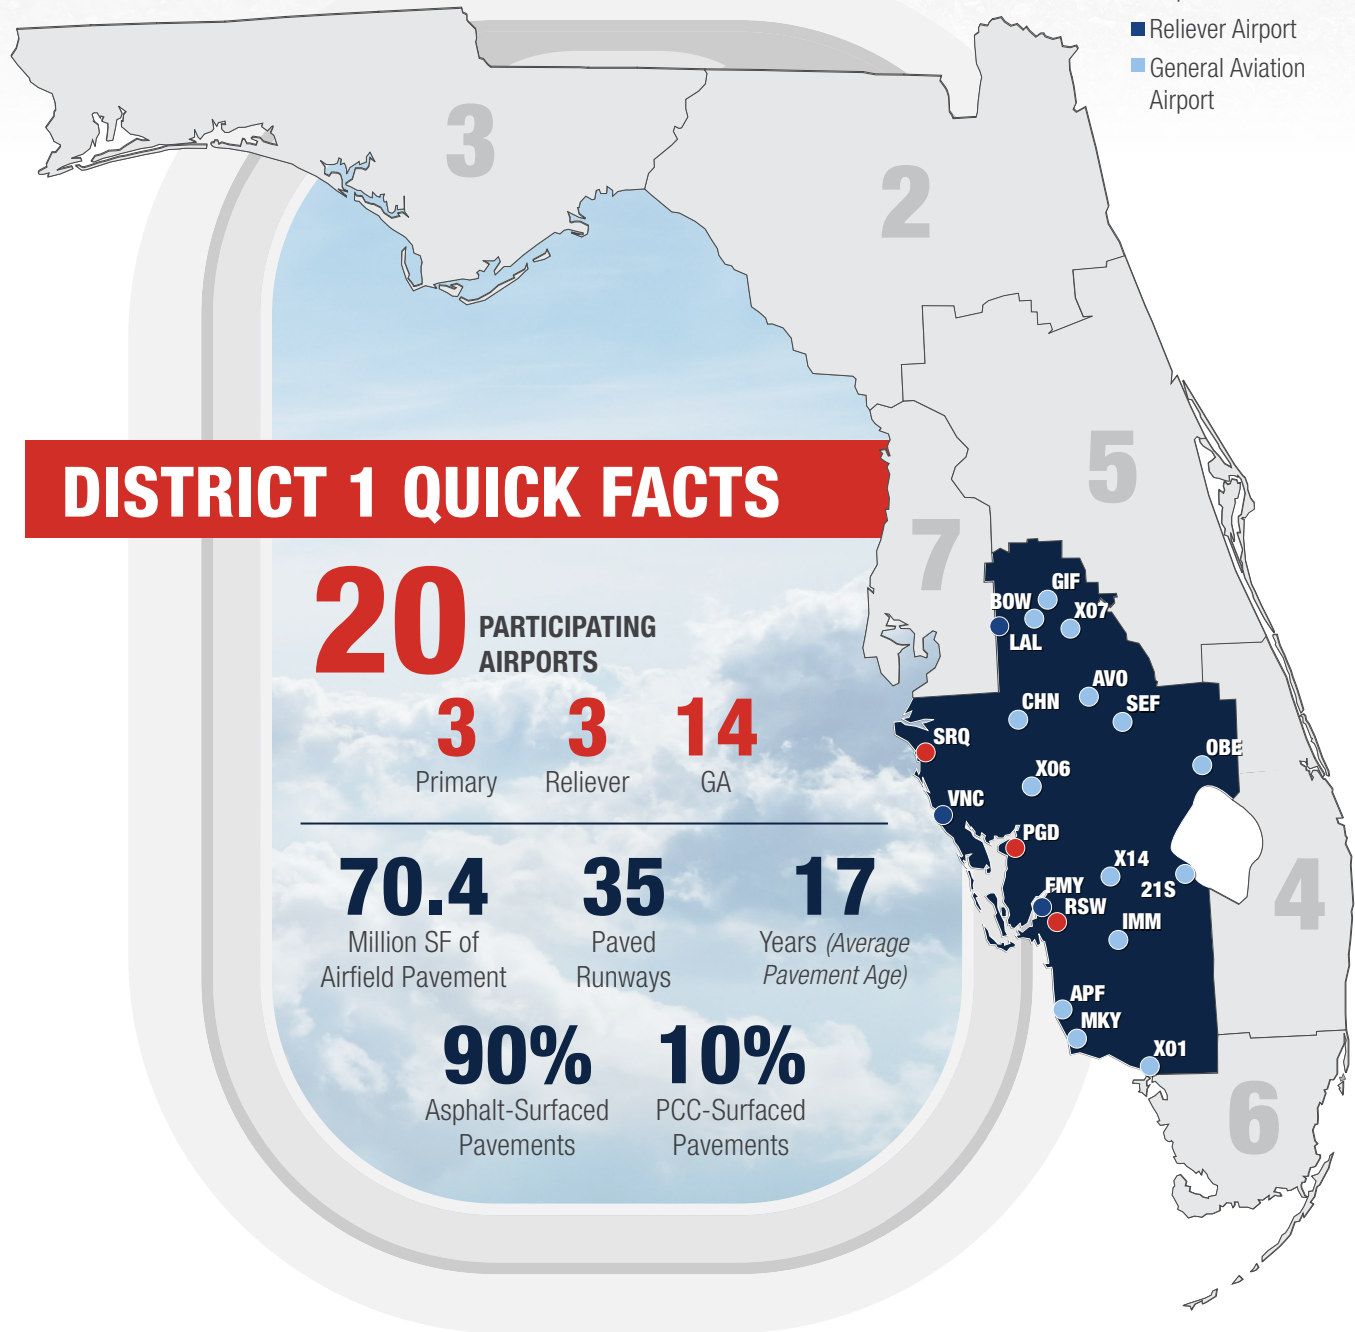 Reliever Airport
General Aviation
Airport
3
2
5
7
4
6
DISTRICT 1 QUICK FACTS
20
PARTICIPATING
AIRPORTS
3
Primary
3
Reliever
14
GA
70.4
Million SF of
Airfield Pavement
35
Paved
Runways
17
Years (Average
Pavement Age)
90%
Asphalt-Surfaced
Pavements
10%
PCC-Surfaced
Pavements
GIF
BOW
X07
LAL
AVO
CHN
SEF
SRQ
OBE
X06
VNC
PGD
X14
21S
FMY
RSW
IMM
APF
MKY
X01